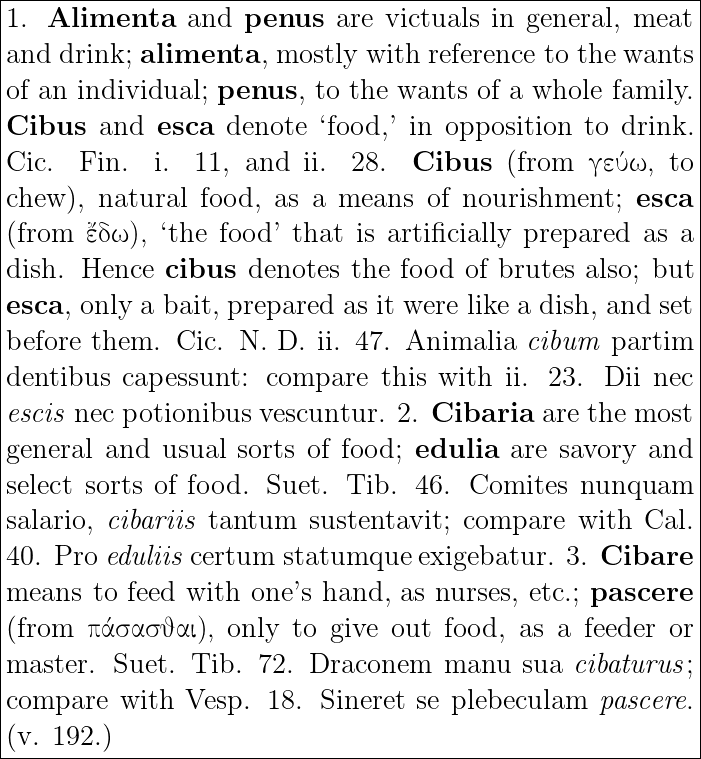 1. Alimenta and penus are victuals in general, meat
and drink; alimenta, mostly with reference to the wants
of an individual; penus, to the wants of a whole family.
Cibus and esca denote ‘food,’ in opposition to drink.
Cic. Fin. i. 11, and ii. 28. Cibus (from γεύω, to
chew), natural food, as a means of nourishment; esca
(from ἔδω), ‘the food’ that is artificially prepared as a
dish. Hence cibus denotes the food of brutes also; but
esca, only a bait, prepared as it were like a dish, and set
before them. Cic. N. D. ii. 47. Animalia cibum partim
dentibus capessunt: compare this with ii. 23. Dii nec
escis nec potionibus vescuntur. 2. Cibaria are the most
general and usual sorts of food; edulia are savory and
select sorts of food. Suet. Tib. 46. Comites nunquam
salario, cibariis tantum sustentavit; compare with Cal.
40. Pro eduliis certum statumque exigebatur. 3. Cibare
means to feed with one’s hand, as nurses, etc.; pascere
(from πάσασϑαι), only to give out food, as a feeder or
master. Suet. Tib. 72. Draconem manu sua cibaturus;
compare with Vesp. 18. Sineret se plebeculam pascere.
(v. 192.)